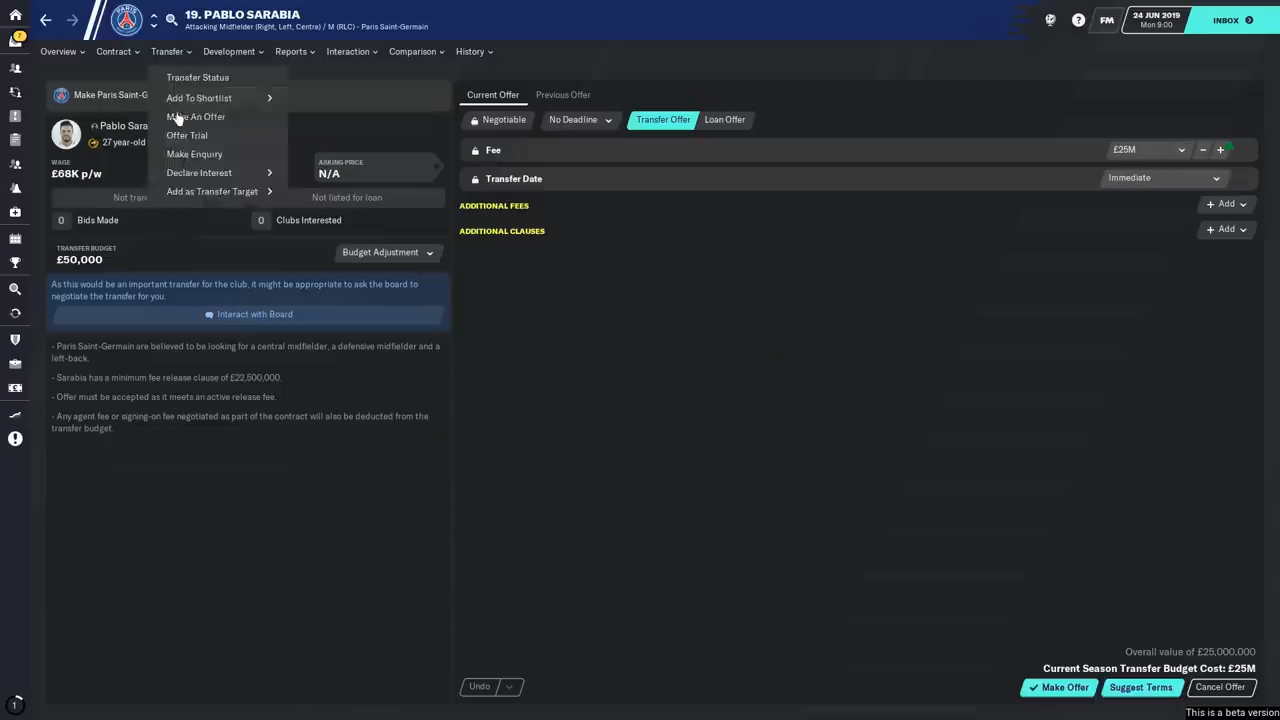 19. PABLO SARABIA
Attacking Midfielder (Right, Left, Centre) / M (RLC) - Paris Saint-Germain
FM
24 JUN 2019
Mon 9:00
INBOX
Overview
Contract
Transfer
Development
Reports
Interaction
Comparison
History
Transfer Status
Add To Shortlist
Make An Offer
Offer Trial
Make Enquiry
Declare Interest
Add as Transfer Target
Make Paris Saint-G
Pablo Sara
27 year-old
WAGE
£68K p/w
ASKING PRICE
N/A
Not tran
Not listed for loan
0 Bids Made
0 Clubs Interested
TRANSFER BUDGET
£50,000
Budget Adjustment
As this would be an important transfer for the club, it might be appropriate to ask the board to
negotiate the transfer for you.
Interact with Board
- Paris Saint-Germain are believed to be looking for a central midfielder, a defensive midfielder and a
left-back.
- Sarabia has a minimum fee release clause of £22,500,000.
- Offer must be accepted as it meets an active release fee.
- Any agent fee or signing-on fee negotiated as part of the contract will also be deducted from the
transfer budget.
Current Offer
Previous Offer
Negotiable
No Deadline
Transfer Offer
Loan Offer
Fee
£25M
Transfer Date
Immediate
ADDITIONAL FEES
Add
ADDITIONAL CLAUSES
Add
Overall value of £25,000,000
Current Season Transfer Budget Cost: £25M
Undo
Make Offer
Suggest Terms
Cancel Offer
This is a beta version